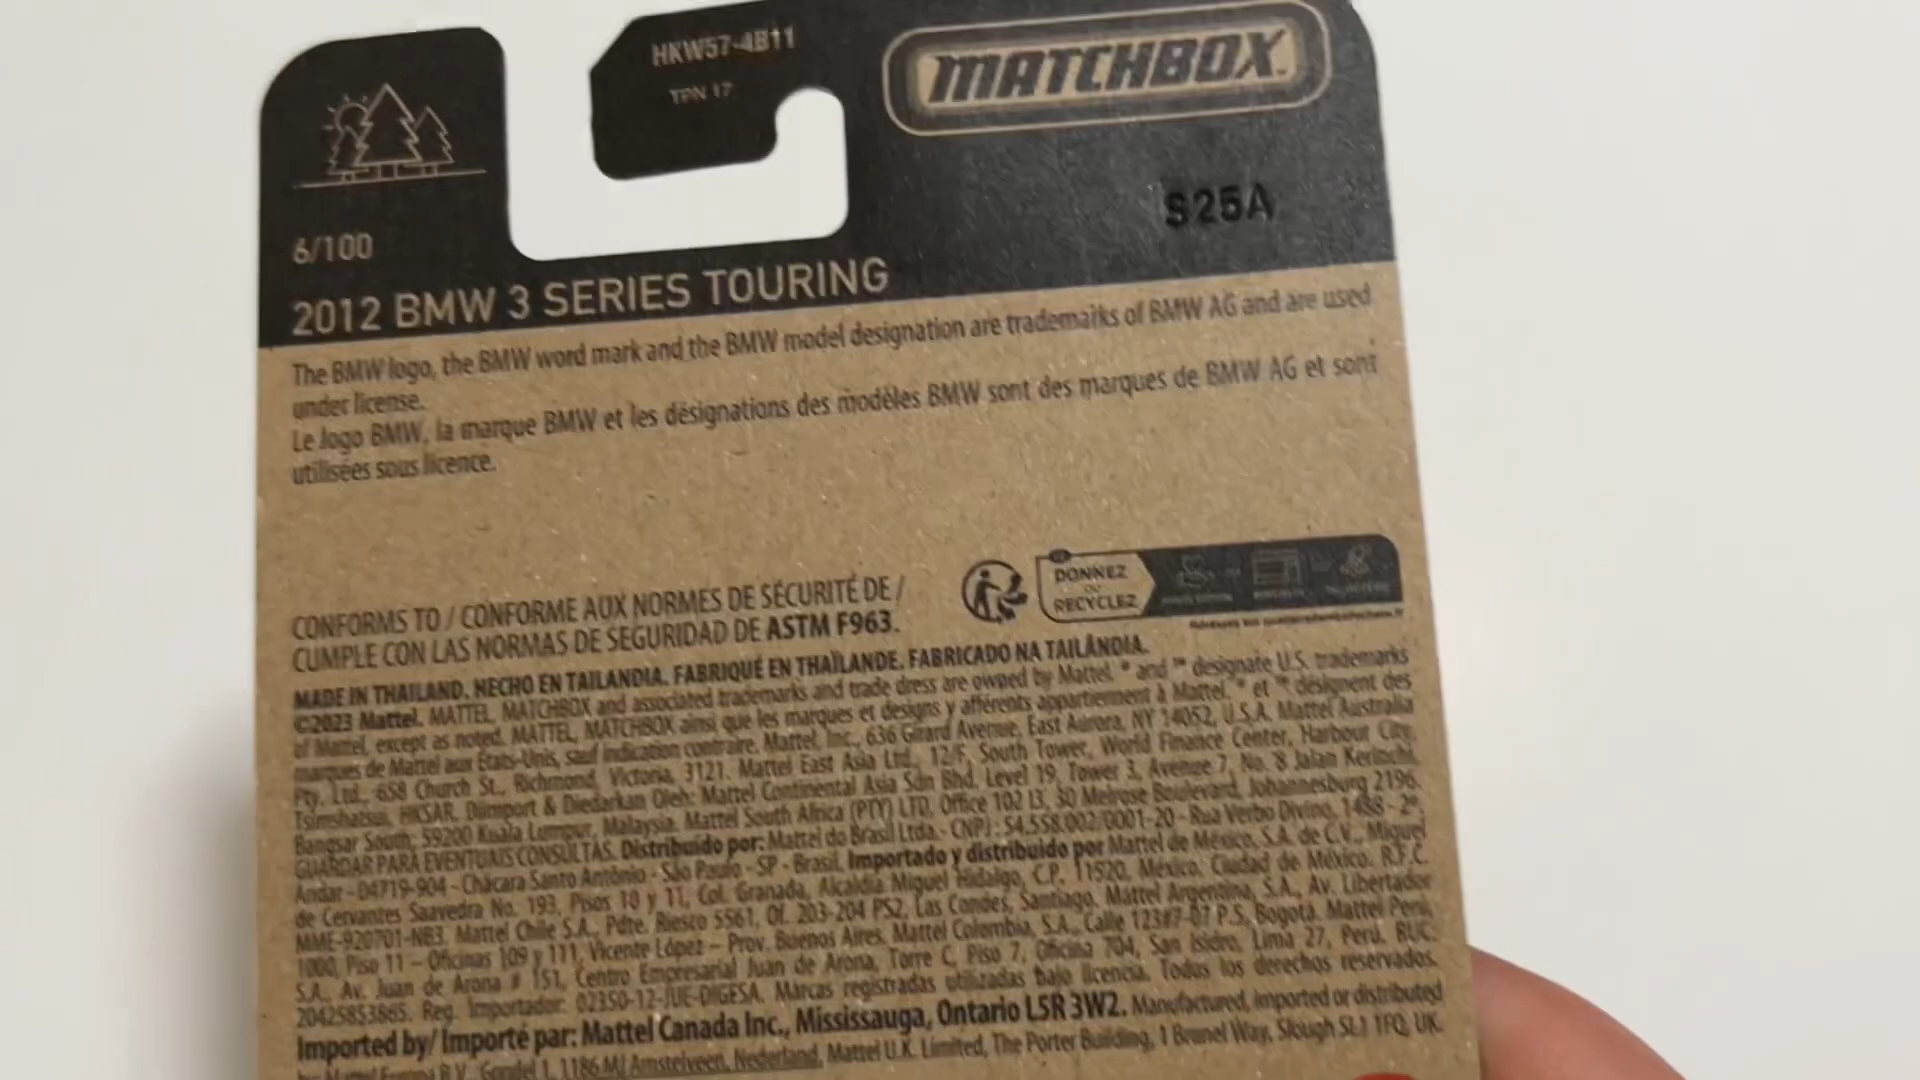 HKW57-4B11
TPN 17
MATCHBOX
S25A
6/100
2012 BMW 3 SERIES TOURING
The BMW logo, the BMW word mark and the BMW model designation are trademarks of BMW AG and are used
under license.
Le logo BMW, la marque BMW et les désignations des modèles BMW sont des marques de BMW AG et sont
utilisées sous licence.
DONNEZ
OU
RECYCLEZ
CONFORMS TO / CONFORME AUX NORMES DE SÉCURITÉ DE /
CUMPLE CON LAS NORMAS DE SEGURIDAD DE ASTM F963.
MADE IN THAILAND. HECHO EN TAILANDIA. FABRIQUÉ EN THAÏLANDE. FABRICADO NA TAILÂNDIA.
©2023 Mattel. MATTEL, MATCHBOX and associated trademarks and trade dress are owned by Mattel. ® and ™ designate U.S. trademarks
of Mattel, except as noted. MATTEL, MATCHBOX ainsi que les marques et designs y afférents appartiennent à Mattel. ® et ™ désignent des
marques de Mattel aux États-Unis, sauf indication contraire. Mattel, Inc., 636 Girard Avenue, East Aurora, NY 14052, U.S.A. Mattel Australia
Pty. Ltd., 658 Church St., Richmond, Victoria, 3121. Mattel East Asia Ltd., 12/F, South Tower, World Finance Center, Harbour City,
Tsimshatsui, HKSAR. Diimport & Diedarkan Oleh: Mattel Continental Asia Sdn Bhd. Level 19, Tower 3, Avenue 7, No. 8 Jalan Kerinchi,
Bangsar South, 59200 Kuala Lumpur, Malaysia. Mattel South Africa (PTY) LTD, Office 102 I3, 30 Melrose Boulevard, Johannesburg 2196.
GUARDAR PARA EVENTUAIS CONSULTAS. Distribuido por: Mattel do Brasil Ltda. - CNPJ: 54.558.002/0001-20 - Rua Verbo Divino, 1488 - 2º
Andar - 04719-904 - Chácara Santo Antônio - São Paulo - SP - Brasil. Importado y distribuido por Mattel de México, S.A. de C.V., Miguel
de Cervantes Saavedra No. 193, Pisos 10 y 11, Col. Granada, Alcaldía Miguel Hidalgo, C.P. 11520, México, Ciudad de México. R.F.C.
MME-920701-NB3. Mattel Chile S.A., Pdte. Riesco 5561, Of. 203-204 PS2, Las Condes, Santiago. Mattel Argentina, S.A., Av. Libertador
1000, Piso 11 – Oficinas 109 y 111, Vicente López – Prov. Buenos Aires. Mattel Colombia, S.A., Calle 123#7-07 P.5, Bogotá. Mattel Perú,
S.A., Av. Juan de Arona # 151, Centro Empresarial Juan de Arona, Torre C, Piso 7, Oficina 704, San Isidro, Lima 27, Perú. RUC:
20425853865. Reg. Importador: 02350-12-JUE-DIGESA. Marcas registradas utilizadas bajo licencia. Todos los derechos reservados.
Imported by/ Importé par: Mattel Canada Inc., Mississauga, Ontario L5R 3W2. Manufactured, imported or distributed
by Mattel Europa B.V., Gondel 1, 1186 MJ Amstelveen, Nederland. Mattel U.K. Limited, The Porter Building, 1 Brunel Way, Slough SL1 1FQ, UK.